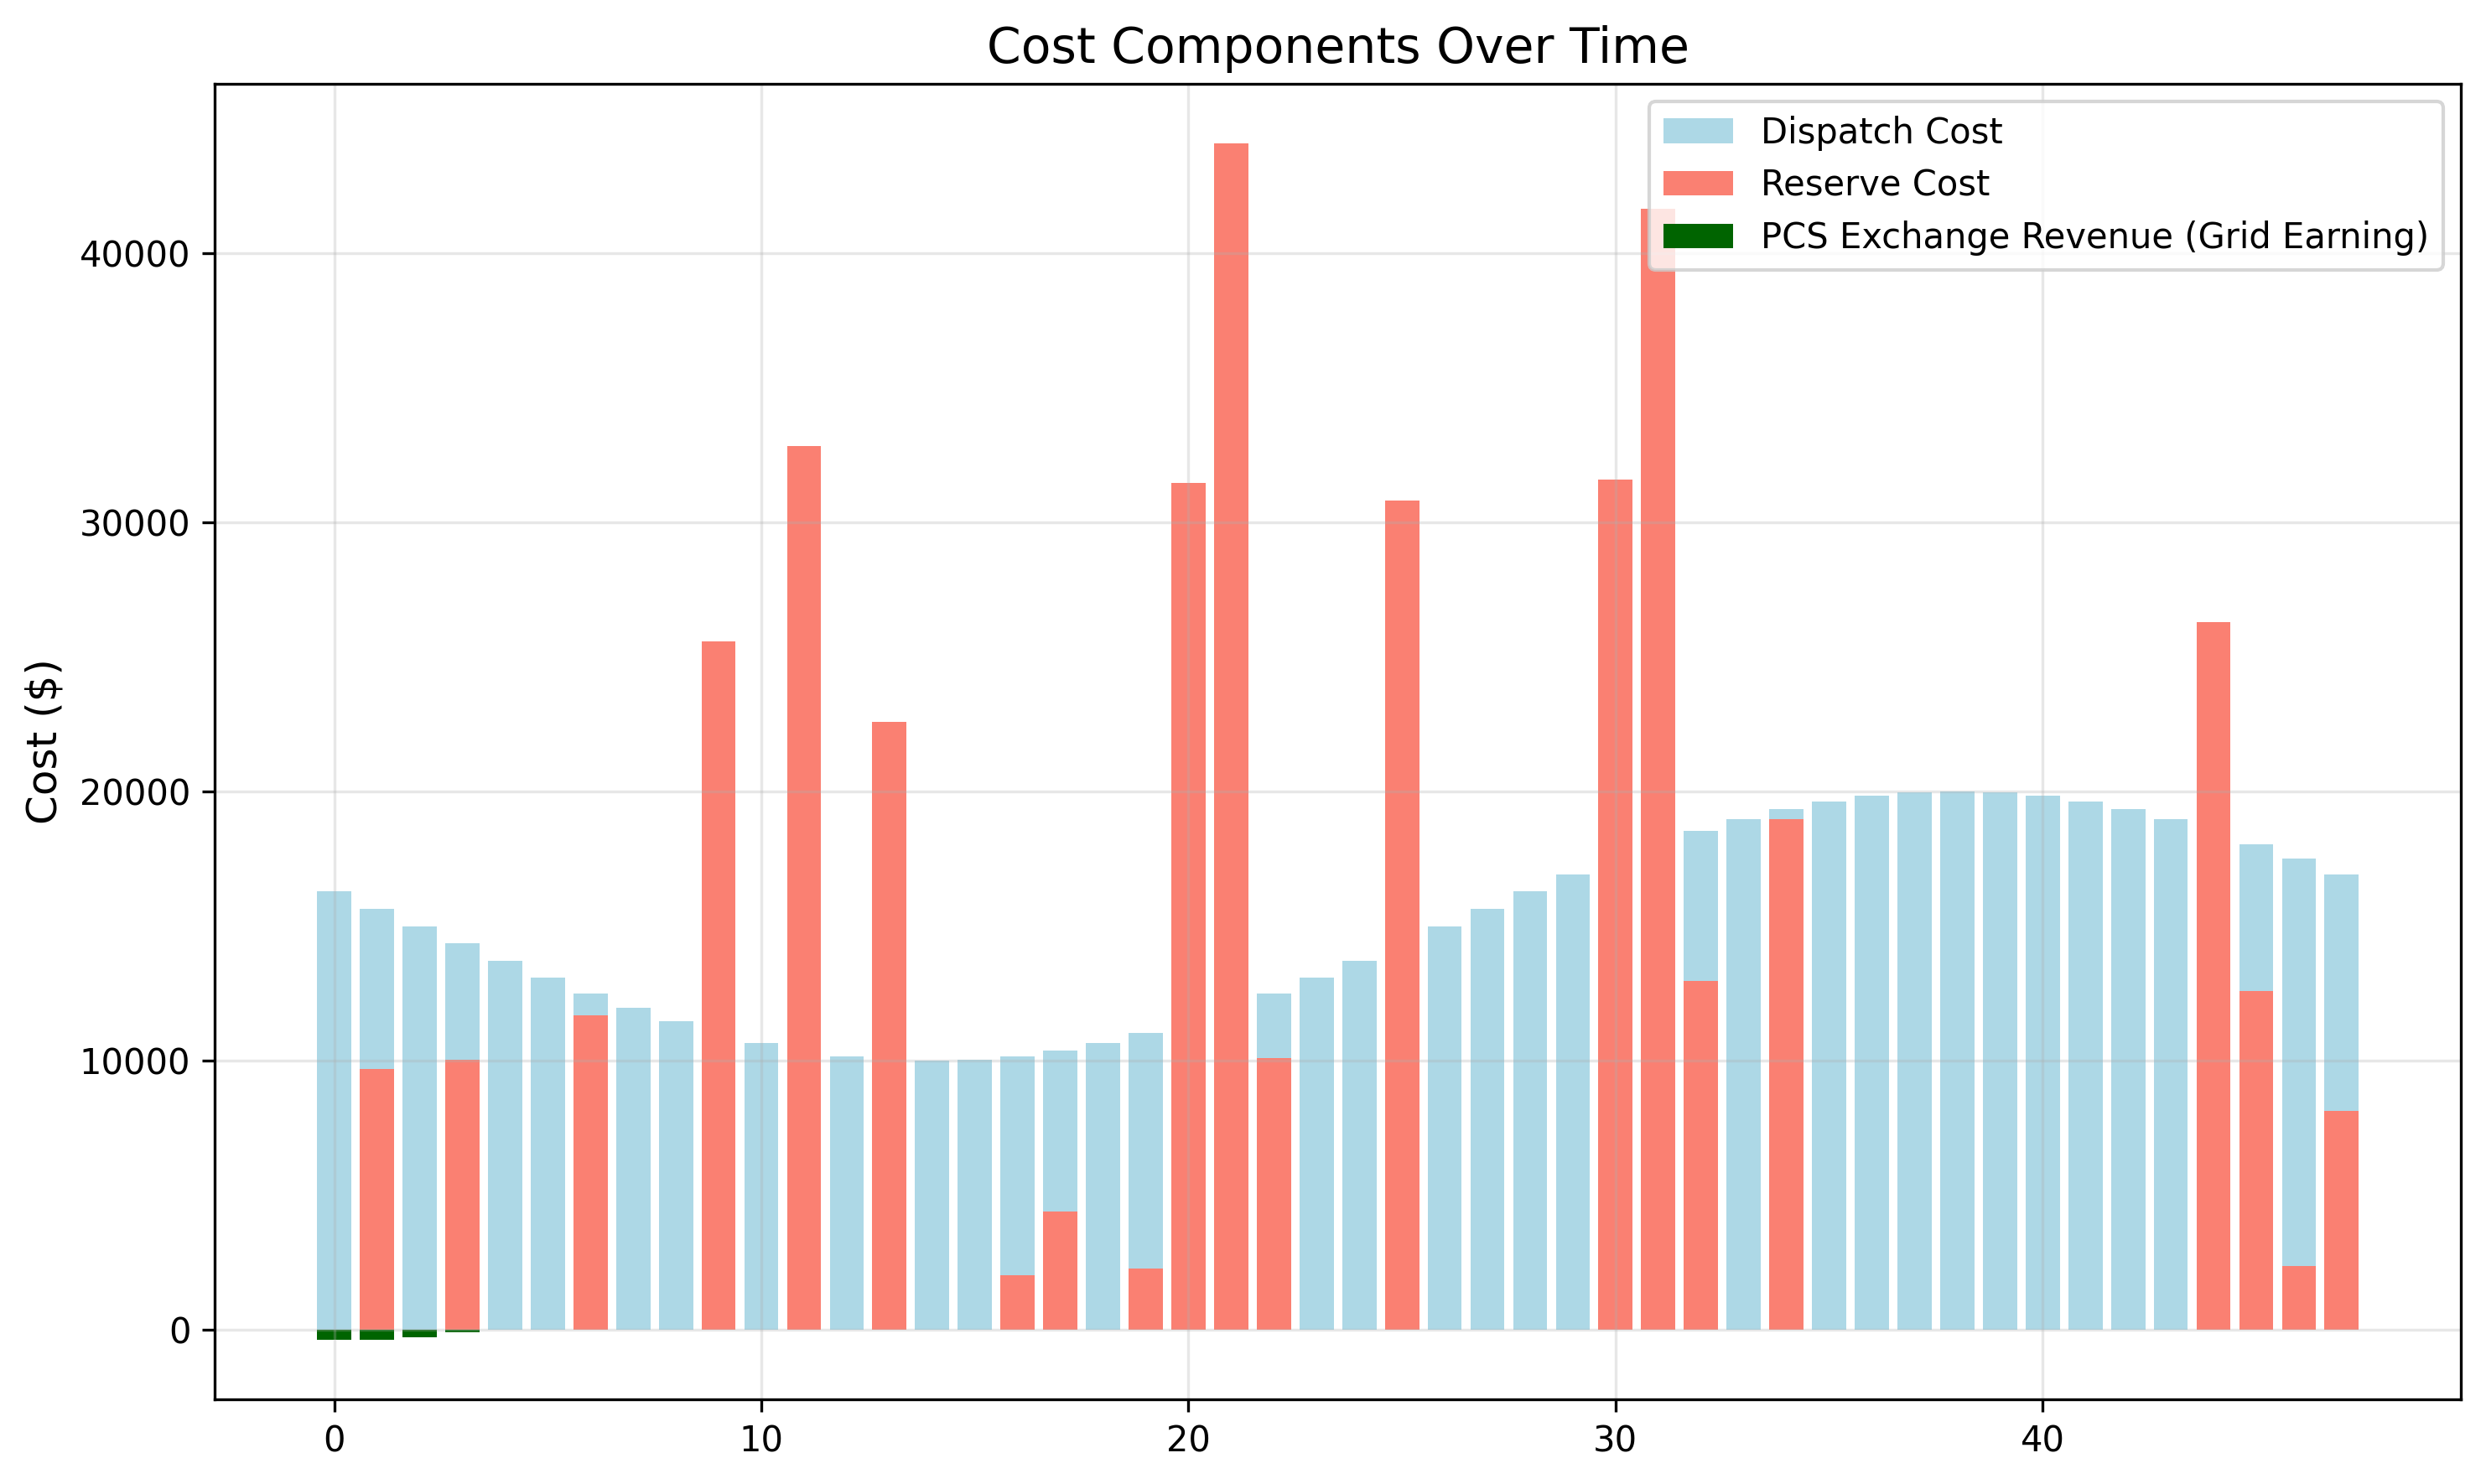 Cost Components Over Time
Dispatch Cost
Reserve Cost
PCS Exchange Revenue (Grid Earning)
Cost ($)
40000
30000
20000
10000
0
0 10 20 30 40